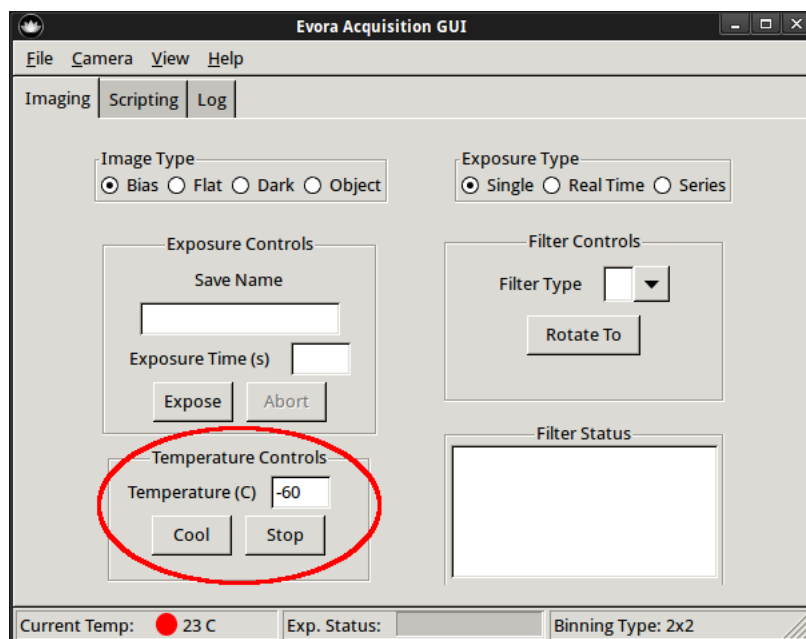 Evora Acquisition GUI
File Camera View Help
Imaging Scripting Log
Image Type
Bias Flat Dark Object
Exposure Type
Single Real Time Series
Exposure Controls
Save Name
Exposure Time (s)
Expose Abort
Filter Controls
Filter Type
Rotate To
Temperature Controls
Temperature (C) -60
Cool Stop
Filter Status
Current Temp: 23 C Exp. Status: Binning Type: 2x2